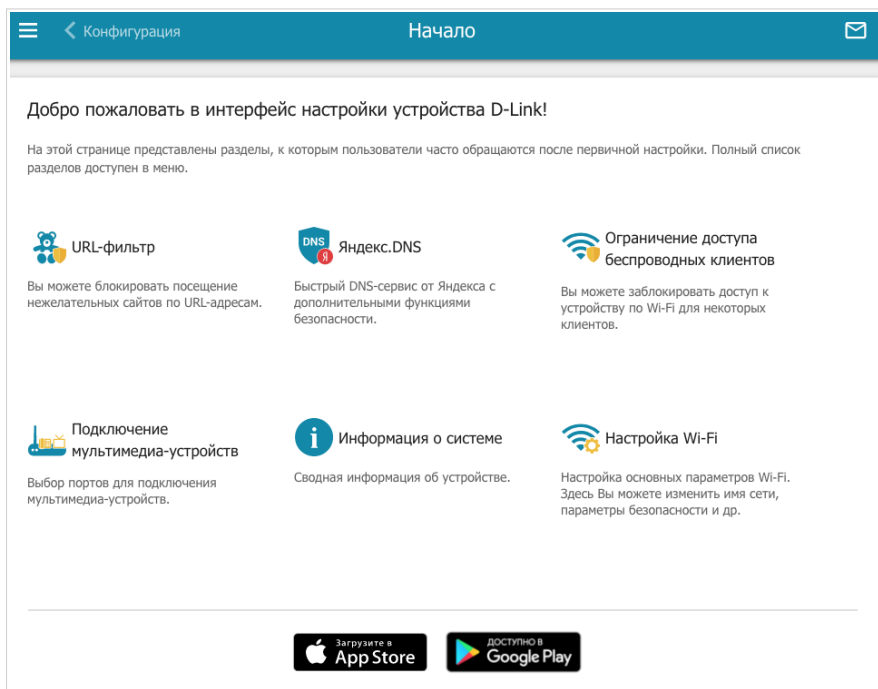 Конфигурация
Начало
Добро пожаловать в интерфейс настройки устройства D-Link!
На этой странице представлены разделы, к которым пользователи часто обращаются после первичной настройки. Полный список
разделов доступен в меню.
URL-фильтр
Вы можете блокировать посещение
нежелательных сайтов по URL-адресам.
DNS
Я
Яндекс.DNS
Быстрый DNS-сервис от Яндекса с
дополнительными функциями
безопасности.
Ограничение доступа
беспроводных клиентов
Вы можете заблокировать доступ к
устройству по Wi-Fi для некоторых
клиентов.
Подключение
мультимедиа-устройств
Выбор портов для подключения
мультимедиа-устройств.
i
Информация о системе
Сводная информация об устройстве.
Настройка Wi-Fi
Настройка основных параметров Wi-Fi.
Здесь Вы можете изменить имя сети,
параметры безопасности и др.
Загрузите в
App Store
ДОСТУПНО В
Google Play